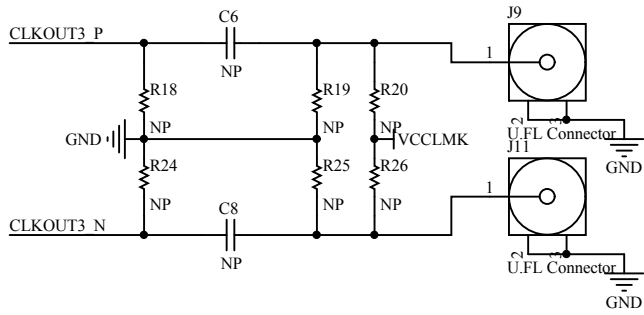 CLKOUT3_P
C6
NP
J9
1
R18
NP
R19
NP
R20
NP
2
3
U.FL Connector
GND
GND
VCCLMK
J11
R24
NP
R25
NP
R26
NP
1
CLKOUT3_N
C8
NP
2
3
U.FL Connector
GND